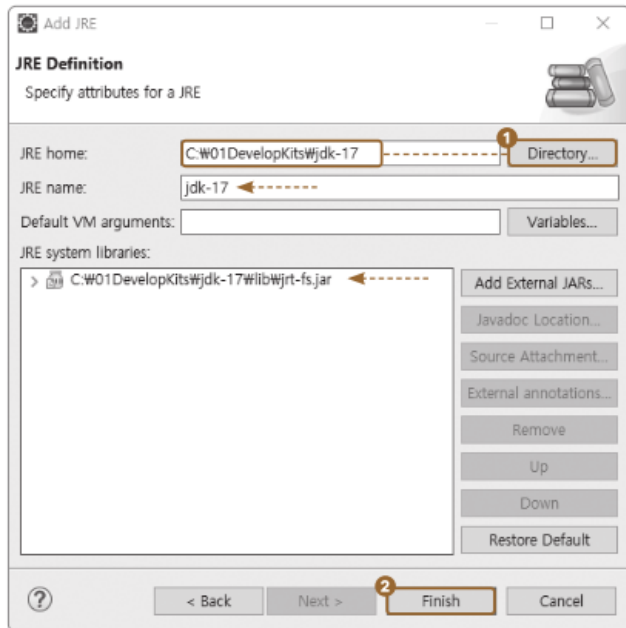 Add JRE
JRE Definition
Specify attributes for a JRE
JRE home: C:₩01DevelopKits₩jdk-17 1 Directory...
JRE name: jdk-17
Default VM arguments: Variables...
JRE system libraries:
C:₩01DevelopKits₩jdk-17₩lib₩jrt-fs.jar
Add External JARs...
Javadoc Location...
Source Attachment...
External annotations...
Remove
Up
Down
Restore Default
? < Back Next > 2 Finish Cancel